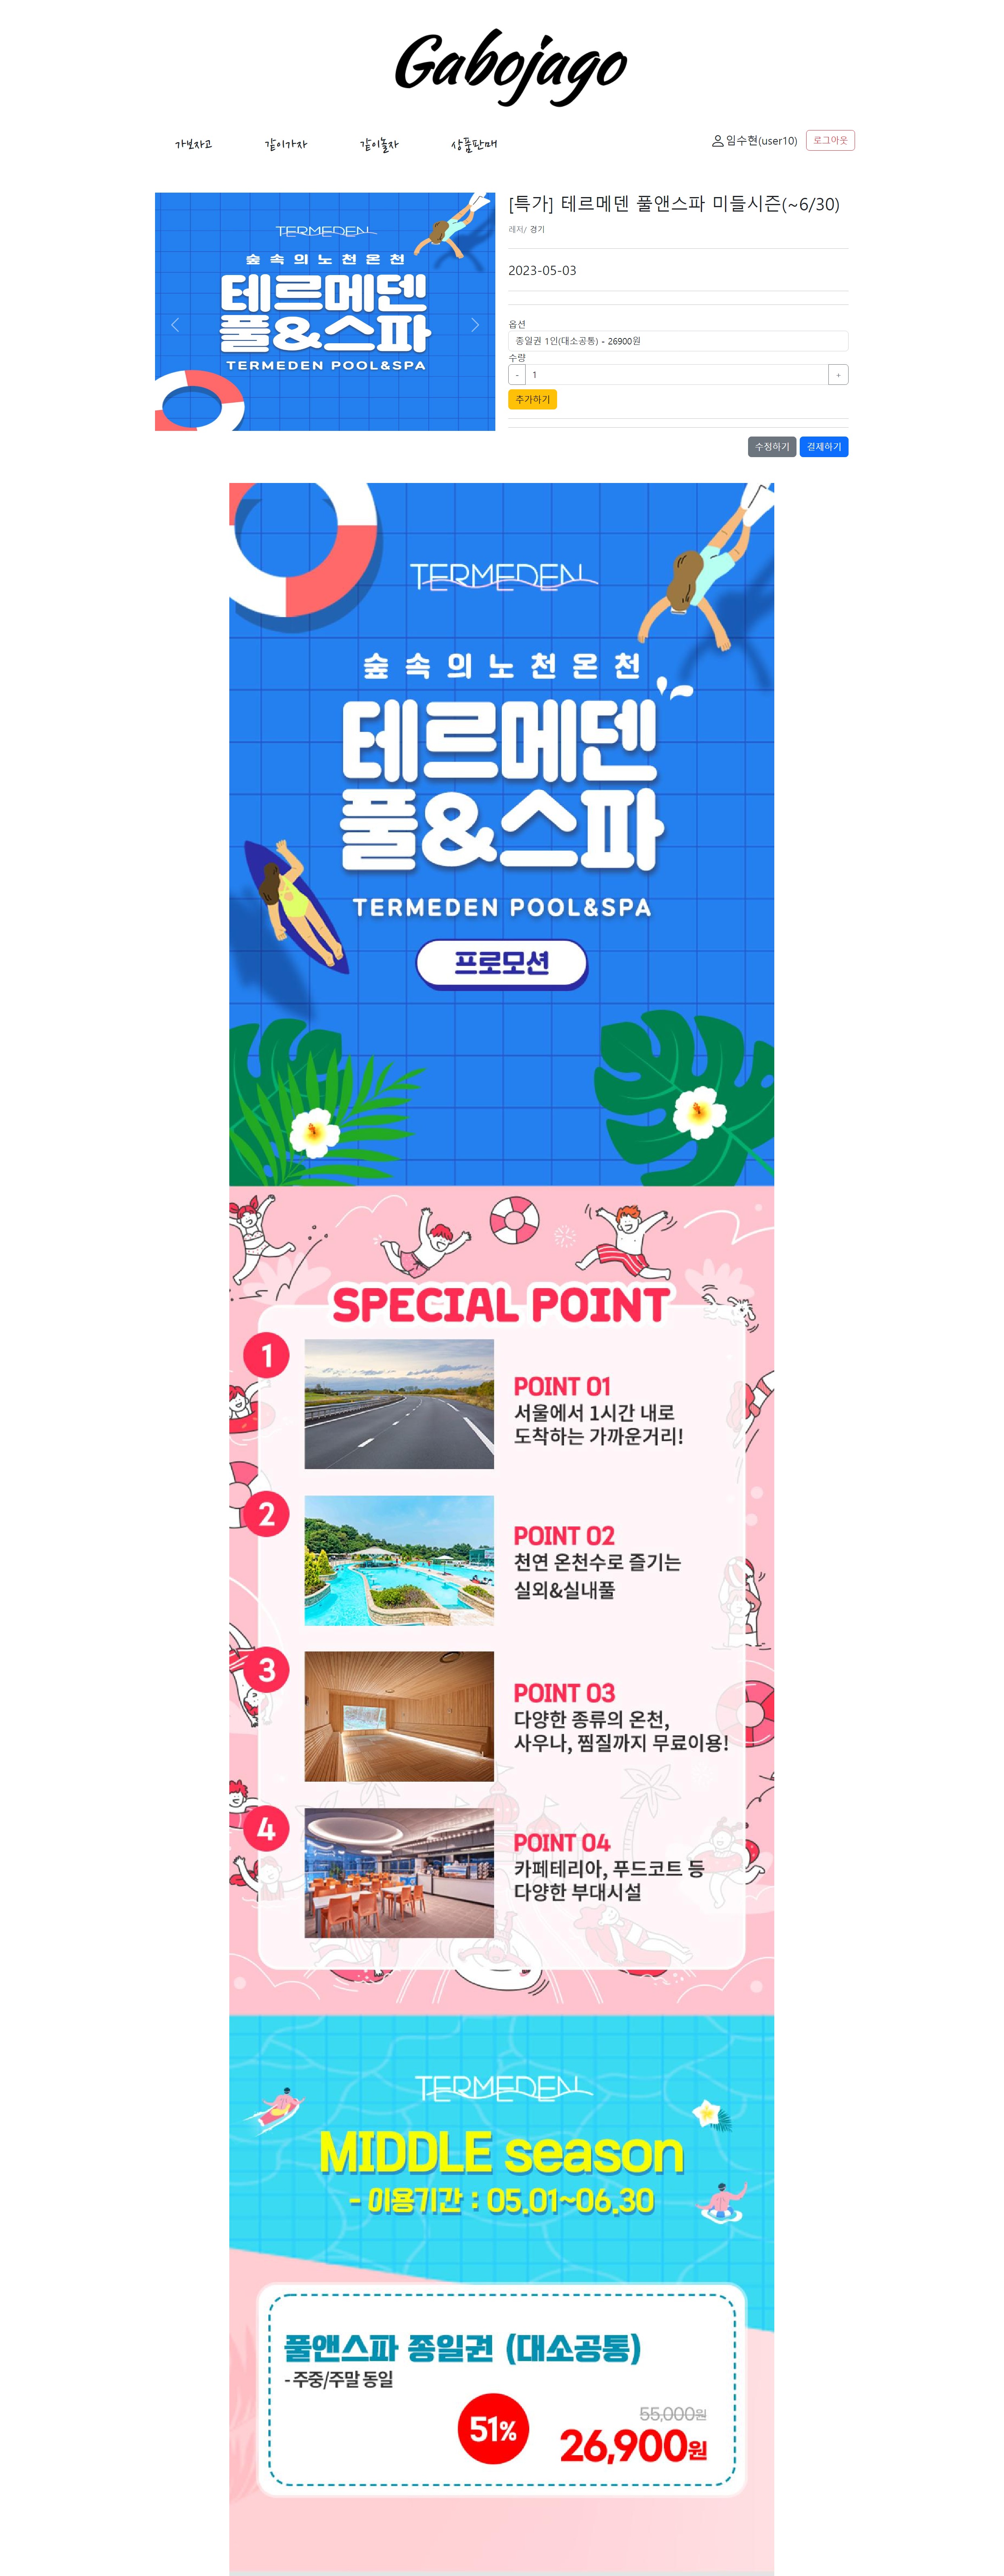 Gabojago
가보자고 같이가자 같이놀자 상품판매
임수현(user10) 로그아웃
TERMEDEN
숲속의노천온천
테르메덴
풀&스파
TERMEDEN POOL&SPA
[특가] 테르메덴 풀앤스파 미들시즌(~6/30)
레저/ 경기
2023-05-03
옵션
종일권 1인(대소공통) - 26900원
수량
- 1 +
추가하기
수정하기 결제하기
TERMEDEN
숲속의노천온천
테르메덴
풀&스파
TERMEDEN POOL&SPA
프로모션
SPECIAL POINT
1
POINT 01
서울에서 1시간 내로
도착하는 가까운거리!
2
POINT 02
천연 온천수로 즐기는
실외&실내풀
3
POINT 03
다양한 종류의 온천,
사우나, 찜질까지 무료이용!
4
POINT 04
카페테리아, 푸드코트 등
다양한 부대시설
TERMEDEN
MIDDLE season
- 이용기간 : 05.01~06.30
풀앤스파 종일권 (대소공통)
- 주중/주말 동일
51%
55,000원
26,900원